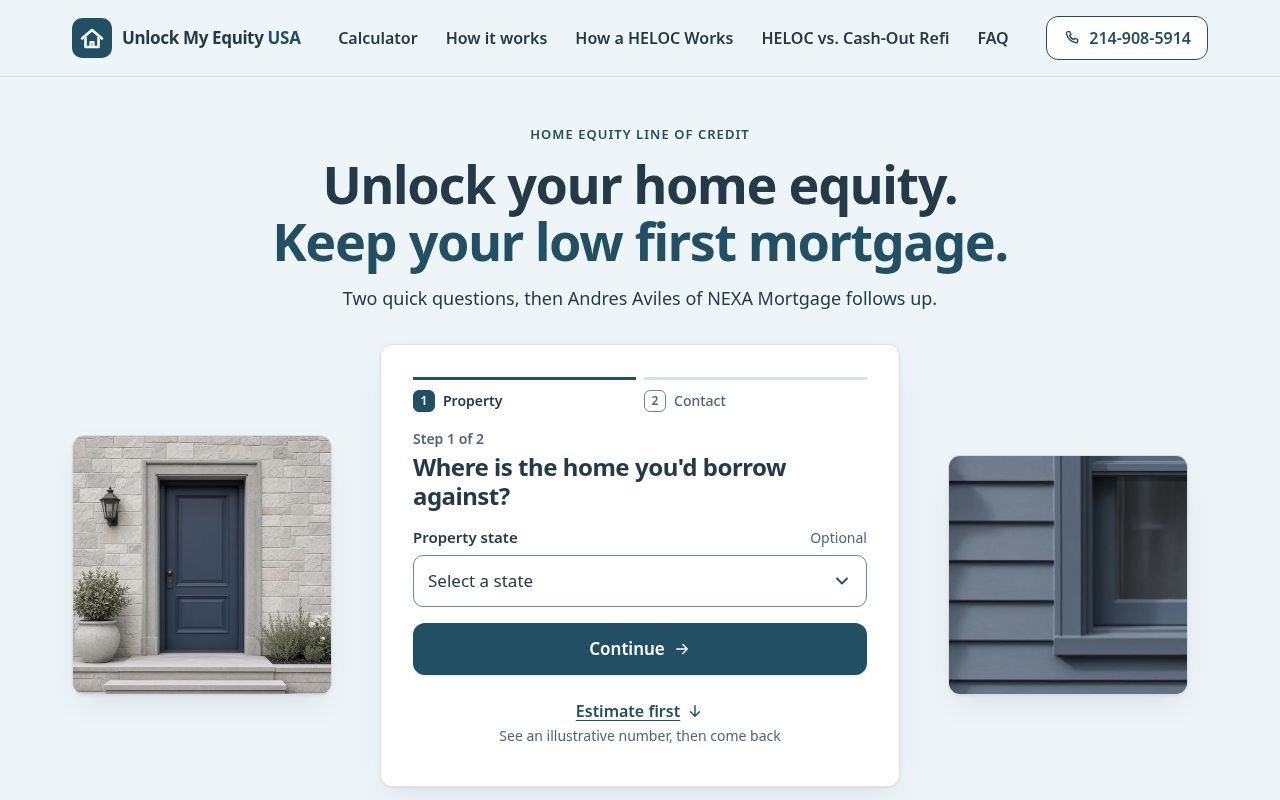 Unlock My Equity USA
Calculator
How it works
How a HELOC Works
HELOC vs. Cash-Out Refi
FAQ
214-908-5914
HOME EQUITY LINE OF CREDIT
Unlock your home equity.
Keep your low first mortgage.
Two quick questions, then Andres Aviles of NEXA Mortgage follows up.
1 Property
2 Contact
Step 1 of 2
Where is the home you'd borrow
against?
Property state
Optional
Select a state
Continue →
Estimate first ↓
See an illustrative number, then come back